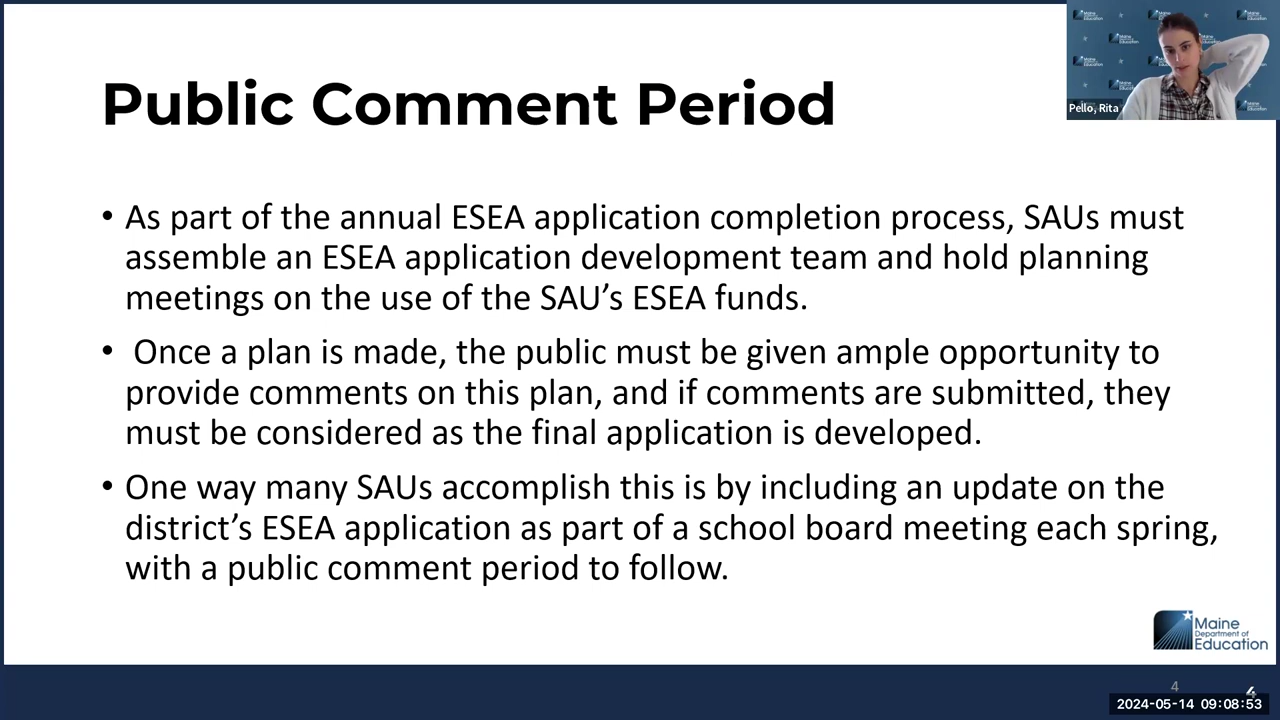 Public Comment Period
• As part of the annual ESEA application completion process, SAUs must
assemble an ESEA application development team and hold planning
meetings on the use of the SAU’s ESEA funds.
• Once a plan is made, the public must be given ample opportunity to
provide comments on this plan, and if comments are submitted, they
must be considered as the final application is developed.
• One way many SAUs accomplish this is by including an update on the
district’s ESEA application as part of a school board meeting each spring,
with a public comment period to follow.
Pello, Rita
Maine
Department of
Education
4
4
2024-05-14 09:08:53